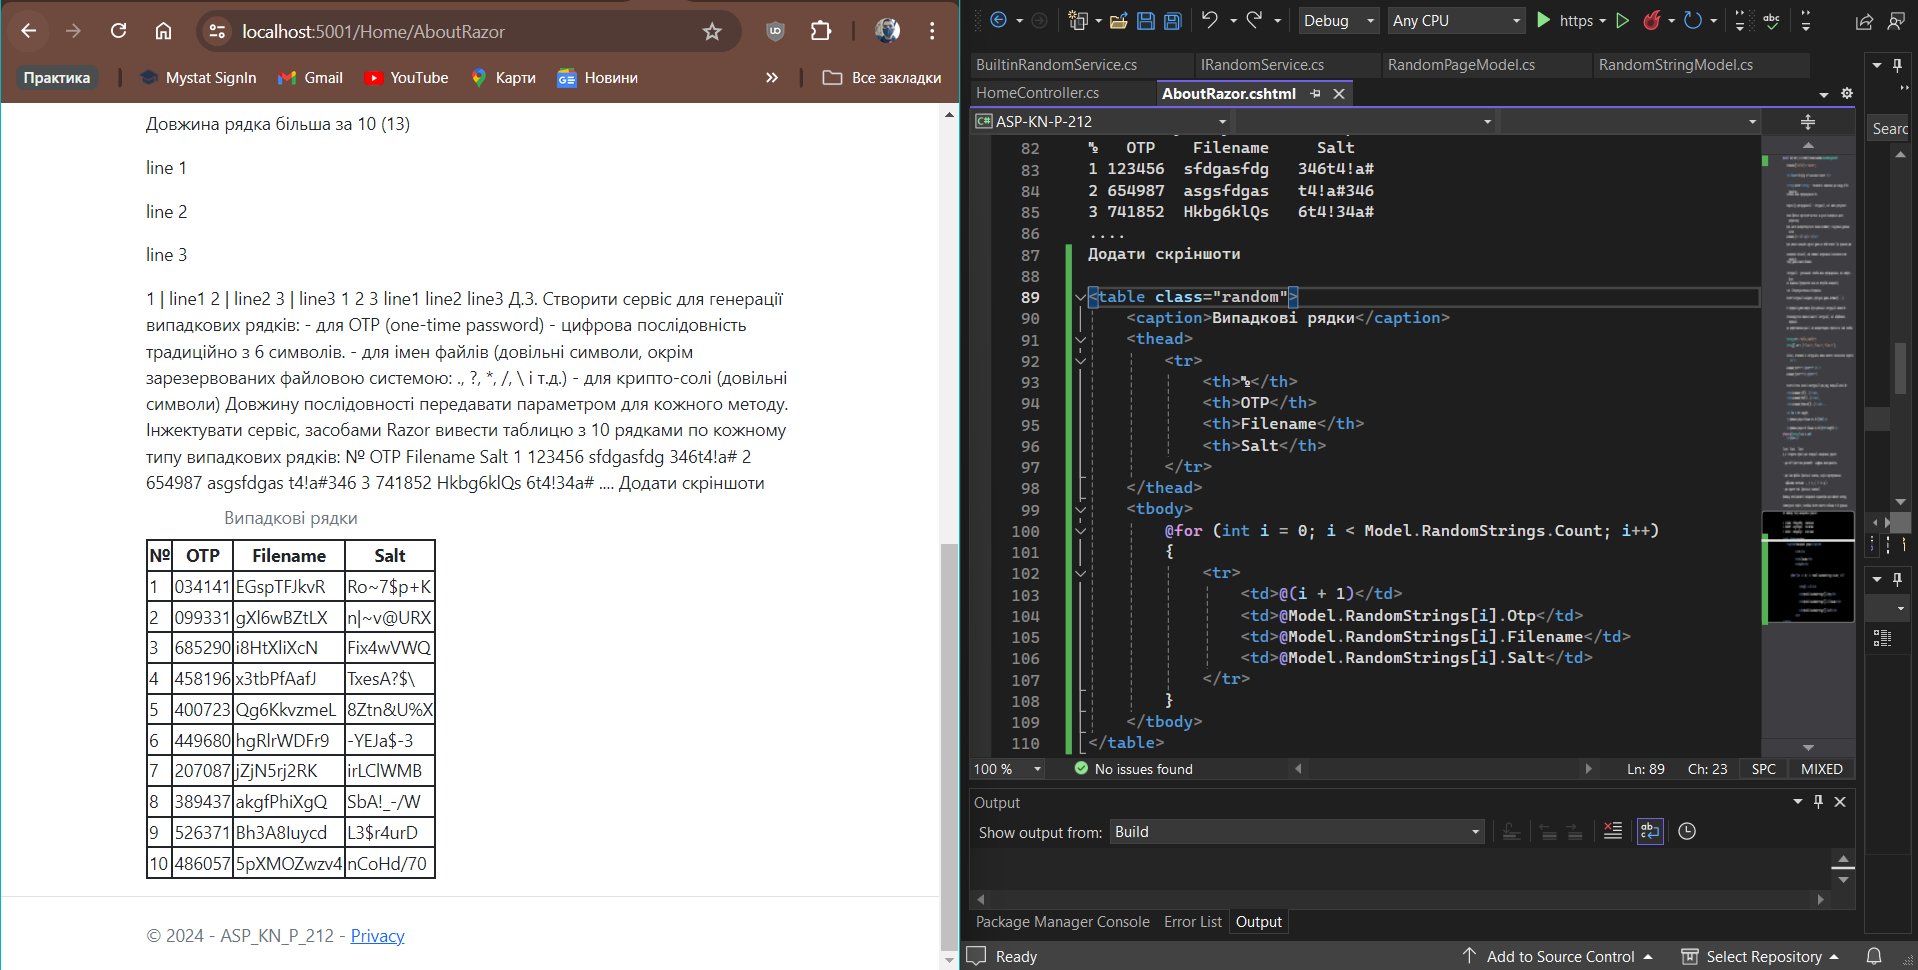 localhost:5001/Home/AboutRazor
Практика
Mystat SignIn
Gmail
YouTube
Карти
Новини
»
Все закладки
Довжина рядка більша за 10 (13)
line 1
line 2
line 3
1 | line1 2 | line2 3 | line3 1 2 3 line1 line2 line3 Д.З. Створити сервіс для генерації
випадкових рядків: - для OTP (one-time password) - цифрова послідовність
традиційно з 6 символів. - для імен файлів (довільні символи, окрім
зарезервованих файловою системою: ., ?, *, /, \ і т.д.) - для крипто-солі (довільні
символи) Довжину послідовності передавати параметром для кожного методу.
Інжектувати сервіс, засобами Razor вивести таблицю з 10 рядками по кожному
типу випадкових рядків: № OTP Filename Salt 1 123456 sfdgasfdg 346t4!a# 2
654987 asgsfdgas t4!a#346 3 741852 Hkbg6klQs 6t4!34a# .... Додати скріншоти
Випадкові рядки
№ OTP Filename Salt
1 034141 EGspTFJkvR Ro~7$p+K
2 099331 gXl6wBZtLX n|~v@URX
3 685290 i8HtXliXcN Fix4wVWQ
4 458196 x3tbPfAafJ TxesA?$\
5 400723 Qg6KkvzmeL 8Ztn&U%X
6 449680 hgRlrWDFr9 -YEJa$-3
7 207087 jZjN5rj2RK irLClWMB
8 389437 akgfPhiXgQ SbA!_-/W
9 526371 Bh3A8Iuycd L3$r4urD
10 486057 5pXMOZwzv4 nCoHd/70
© 2024 - ASP_KN_P_212 - Privacy
Debug
Any CPU
https
BuiltinRandomService.cs
IRandomService.cs
RandomPageModel.cs
RandomStringModel.cs
HomeController.cs
AboutRazor.cshtml
ASP-KN-P-212
Searc
82 № OTP Filename Salt
83 1 123456 sfdgasfdg 346t4!a#
84 2 654987 asgsfdgas t4!a#346
85 3 741852 Hkbg6klQs 6t4!34a#
86 ....
87 Додати скріншоти
88
89 <table class="random">
90 <caption>Випадкові рядки</caption>
91 <thead>
92 <tr>
93 <th>№</th>
94 <th>OTP</th>
95 <th>Filename</th>
96 <th>Salt</th>
97 </tr>
98 </thead>
99 <tbody>
100 @for (int i = 0; i < Model.RandomStrings.Count; i++)
101 {
102 <tr>
103 <td>@(i + 1)</td>
104 <td>@Model.RandomStrings[i].Otp</td>
105 <td>@Model.RandomStrings[i].Filename</td>
106 <td>@Model.RandomStrings[i].Salt</td>
107 </tr>
108 }
109 </tbody>
110 </table>
100 %
No issues found
Ln: 89
Ch: 23
SPC
MIXED
Output
Show output from:
Build
Package Manager Console
Error List
Output
Ready
Add to Source Control
Select Repository